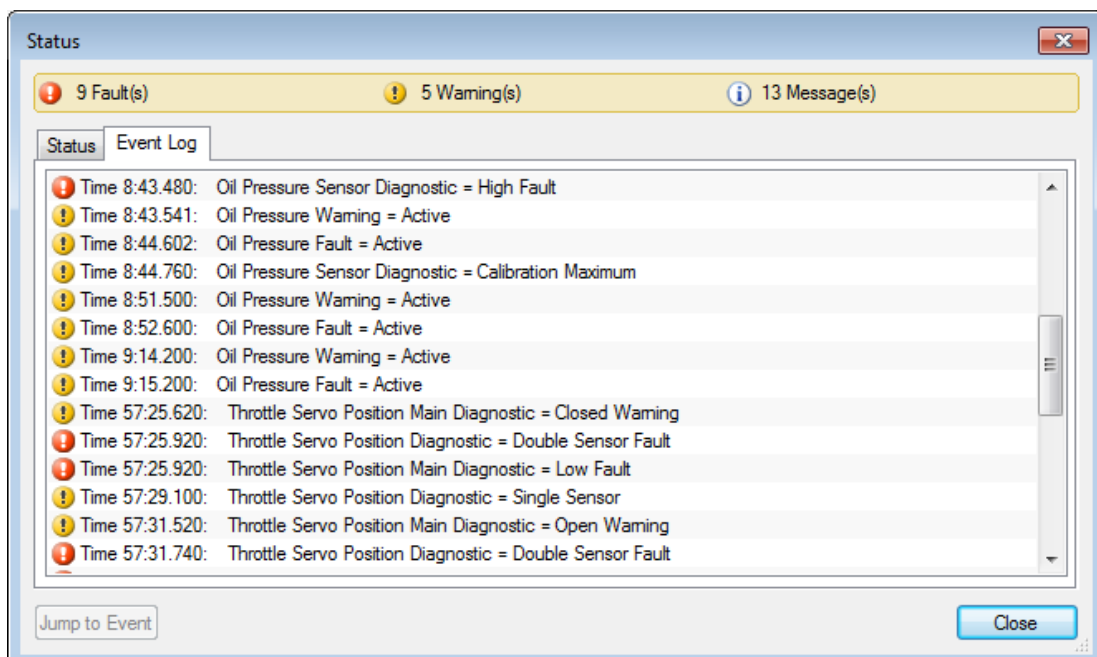 Status
9 Fault(s) 5 Warning(s) 13 Message(s)
Status Event Log
Time 8:43.480: Oil Pressure Sensor Diagnostic = High Fault
Time 8:43.541: Oil Pressure Warning = Active
Time 8:44.602: Oil Pressure Fault = Active
Time 8:44.760: Oil Pressure Sensor Diagnostic = Calibration Maximum
Time 8:51.500: Oil Pressure Warning = Active
Time 8:52.600: Oil Pressure Fault = Active
Time 9:14.200: Oil Pressure Warning = Active
Time 9:15.200: Oil Pressure Fault = Active
Time 57:25.620: Throttle Servo Position Main Diagnostic = Closed Warning
Time 57:25.920: Throttle Servo Position Diagnostic = Double Sensor Fault
Time 57:25.920: Throttle Servo Position Main Diagnostic = Low Fault
Time 57:29.100: Throttle Servo Position Diagnostic = Single Sensor
Time 57:31.520: Throttle Servo Position Main Diagnostic = Open Warning
Time 57:31.740: Throttle Servo Position Diagnostic = Double Sensor Fault
Jump to Event Close